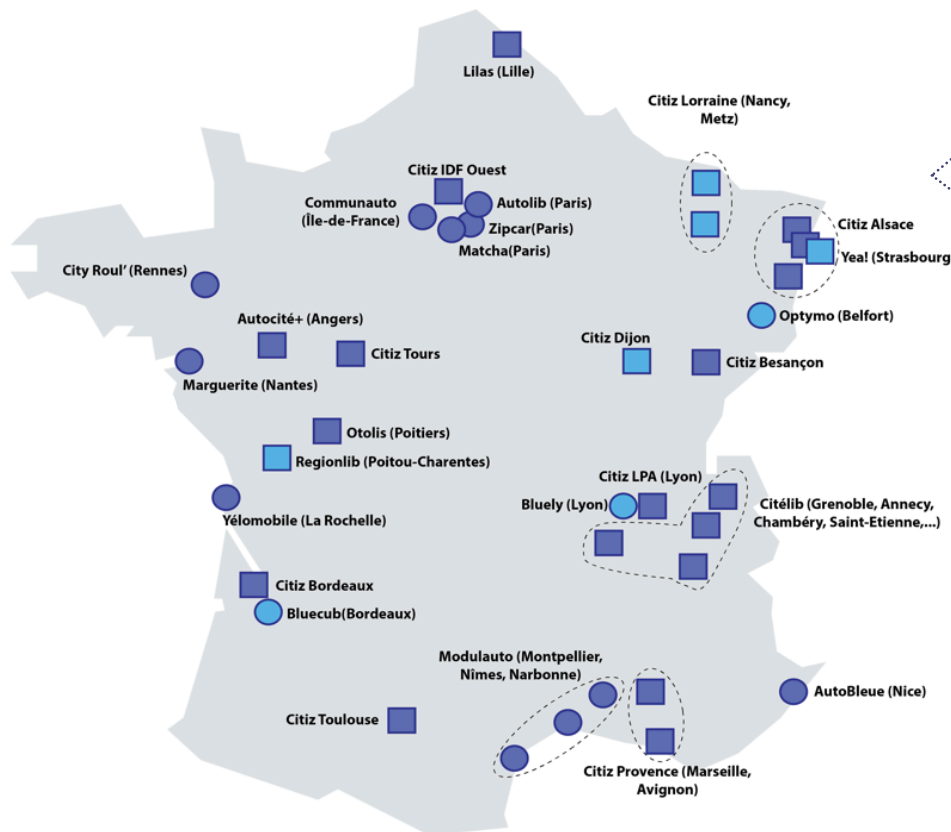 Lilas (Lille)
Citiz Lorraine (Nancy,
Metz)
Citiz IDF Ouest
Communauto
(Île-de-France)
Autolib (Paris)
Zipcar(Paris)
Matcha(Paris)
Citiz Alsace
Yea! (Strasbourg
City Roul’ (Rennes)
Optymo (Belfort)
Autocité+ (Angers)
Citiz Tours
Citiz Dijon
Citiz Besançon
Marguerite (Nantes)
Otolis (Poitiers)
Regionlib (Poitou-Charentes)
Citiz LPA (Lyon)
Bluely (Lyon)
Citélib (Grenoble, Annecy,
Chambéry, Saint-Etienne,...)
Yélomobile (La Rochelle)
Citiz Bordeaux
Bluecub(Bordeaux)
Modulauto (Montpellier,
Nîmes, Narbonne)
AutoBleue (Nice)
Citiz Toulouse
Citiz Provence (Marseille,
Avignon)